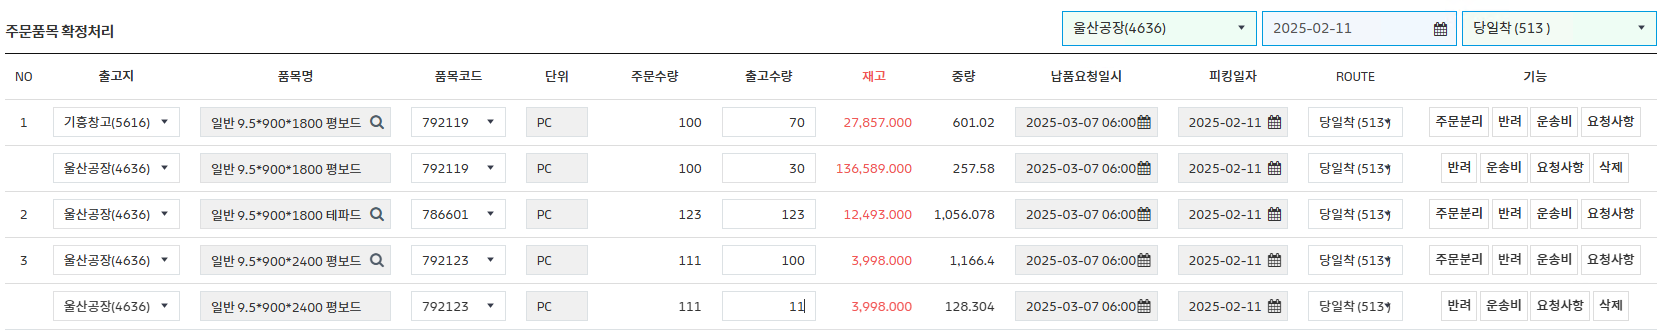 주문품목 확정처리 울산공장(4636) 2025-02-11 당일착 (513 )
NO 출고지 품목명 품목코드 단위 주문수량 출고수량 재고 중량 납품요청일시 피킹일자 ROUTE 기능
1 기흥창고(5616) 일반 9.5*900*1800 평보드 792119 PC 100 70 27,857.000 601.02 2025-03-07 06:00 2025-02-11 당일착 (513) 주문분리 반려 운송비 요청사항
울산공장(4636) 일반 9.5*900*1800 평보드 792119 PC 100 30 136,589.000 257.58 2025-03-07 06:00 2025-02-11 당일착 (513) 반려 운송비 요청사항 삭제
2 울산공장(4636) 일반 9.5*900*1800 테파드 786601 PC 123 123 12,493.000 1,056.078 2025-03-07 06:00 2025-02-11 당일착 (513) 주문분리 반려 운송비 요청사항
3 울산공장(4636) 일반 9.5*900*2400 평보드 792123 PC 111 100 3,998.000 1,166.4 2025-03-07 06:00 2025-02-11 당일착 (513) 주문분리 반려 운송비 요청사항
울산공장(4636) 일반 9.5*900*2400 평보드 792123 PC 111 11 3,998.000 128.304 2025-03-07 06:00 2025-02-11 당일착 (513) 반려 운송비 요청사항 삭제